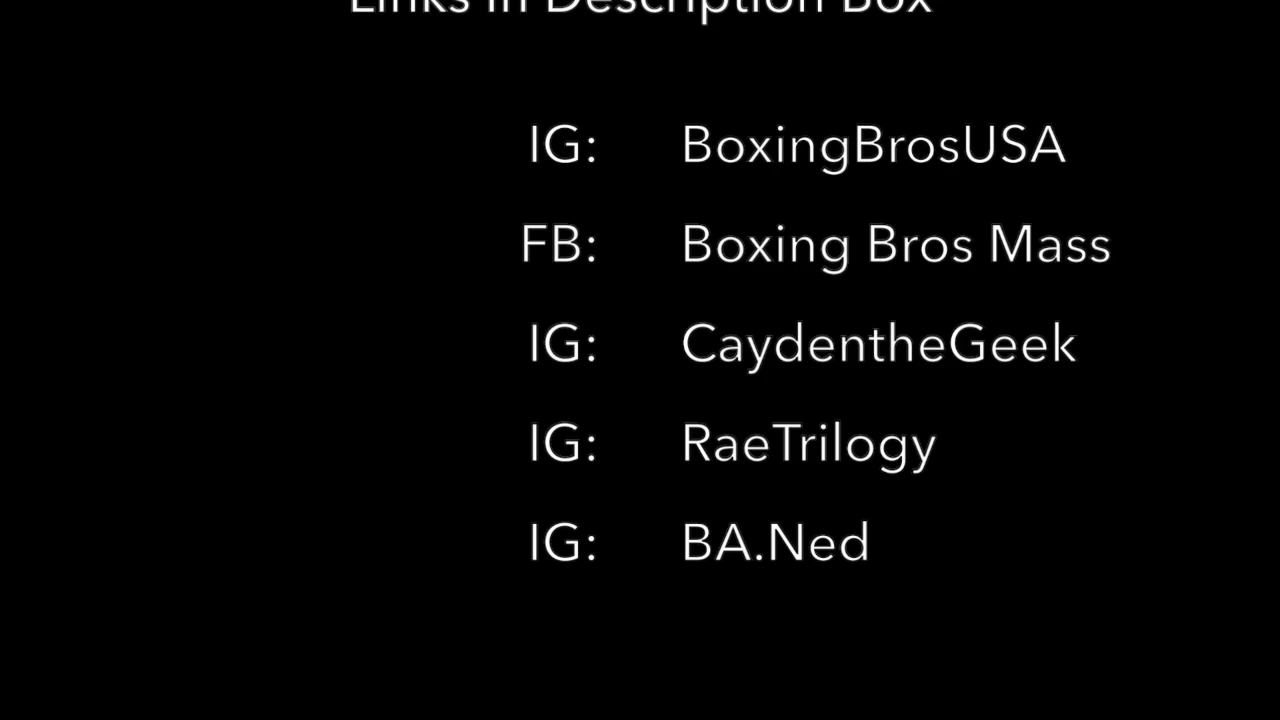 Links in Description Box
IG: BoxingBrosUSA
FB: Boxing Bros Mass
IG: CaydentheGeek
IG: RaeTrilogy
IG: BA.Ned